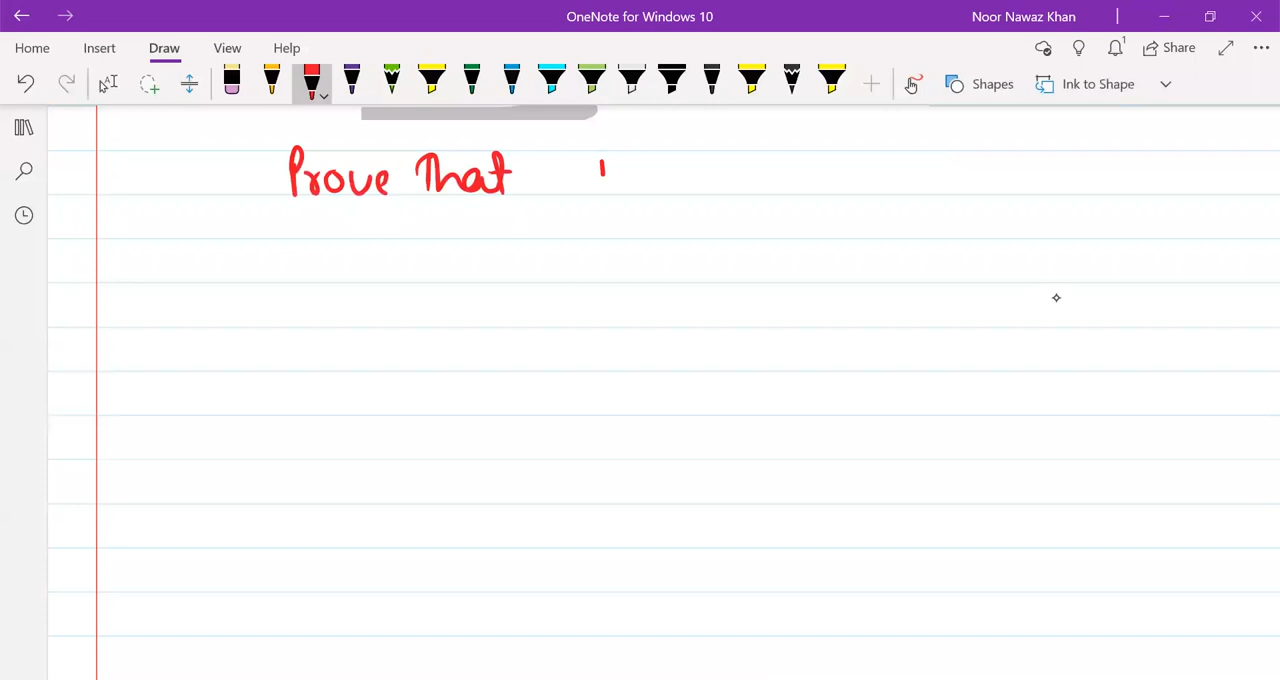 OneNote for Windows 10
Noor Nawaz Khan
Home Insert Draw View Help
1
Share
Shapes
Ink to Shape
Prove That